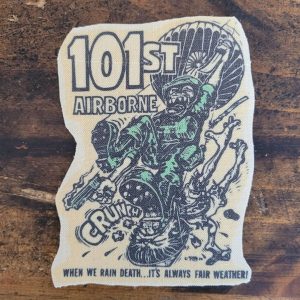 101ST
AIRBORNE
CRUNCH
WHEN WE RAIN DEATH...IT'S ALWAYS FAIR WEATHER!